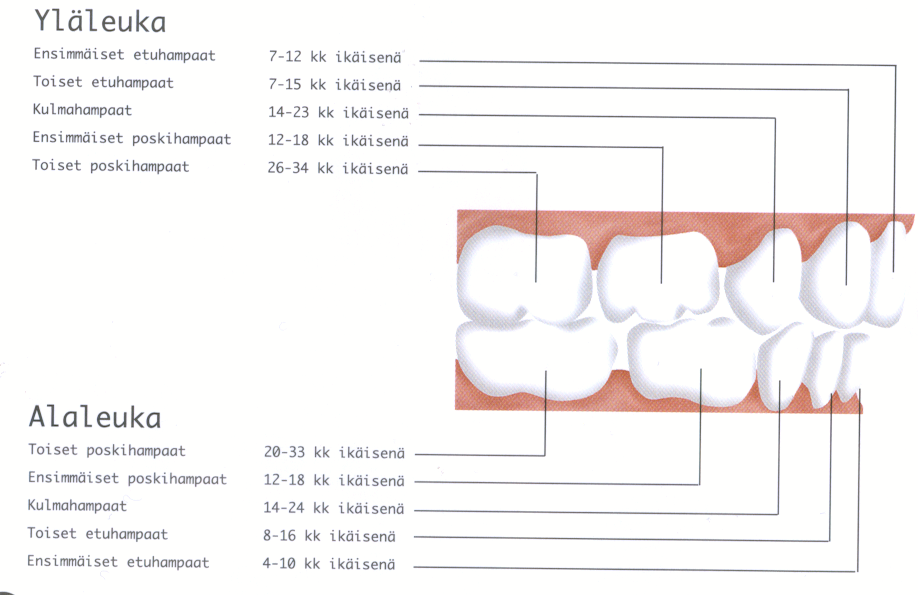 Yläleuka
Ensimmäiset etuhampaat 7-12 kk ikäisenä
Toiset etuhampaat 7-15 kk ikäisenä
Kulmahampaat 14-23 kk ikäisenä
Ensimmäiset poskihampaat 12-18 kk ikäisenä
Toiset poskihampaat 26-34 kk ikäisenä
Alaleuka
Toiset poskihampaat 20-33 kk ikäisenä
Ensimmäiset poskihampaat 12-18 kk ikäisenä
Kulmahampaat 14-24 kk ikäisenä
Toiset etuhampaat 8-16 kk ikäisenä
Ensimmäiset etuhampaat 4-10 kk ikäisenä